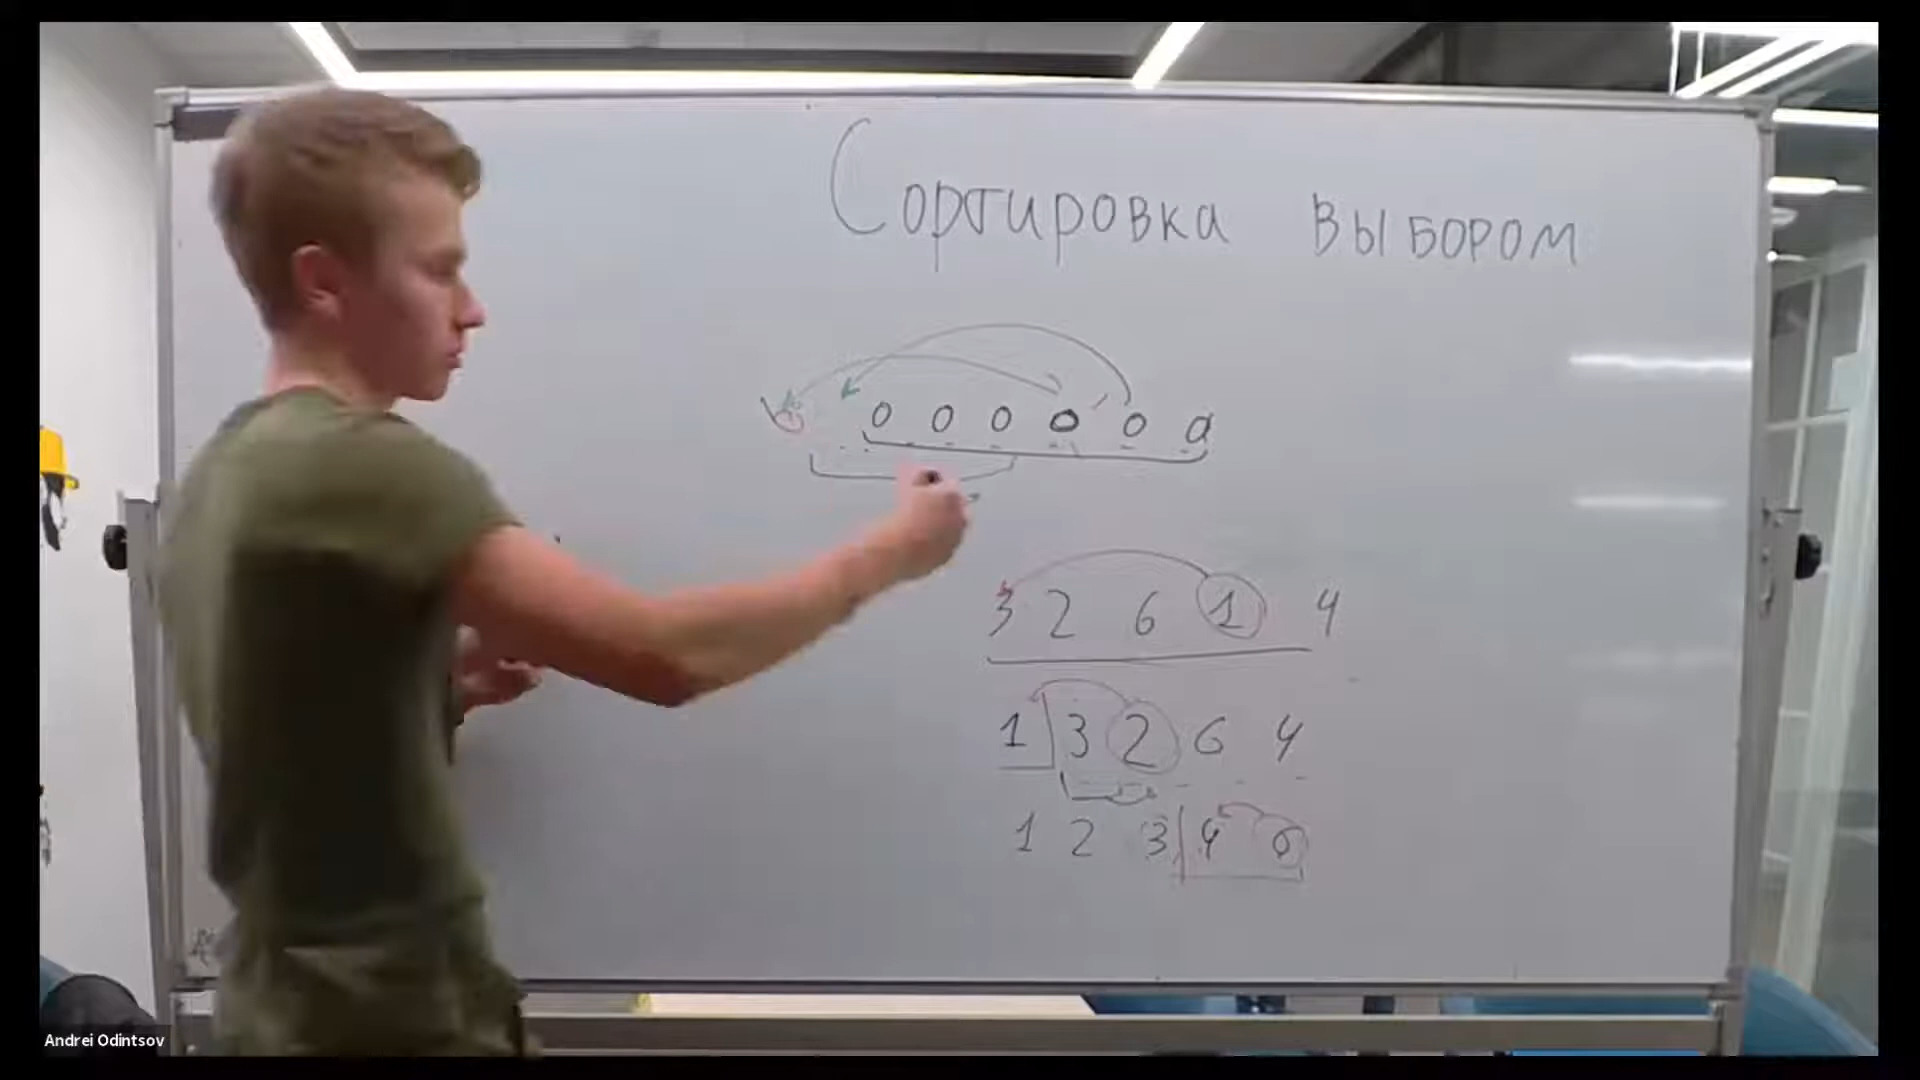 Сортировка выбором
0 0 0 0 0 0
3 2 6 1 4
1 3 2 6 4
1 2 3 4 6
Andrei Odintsov